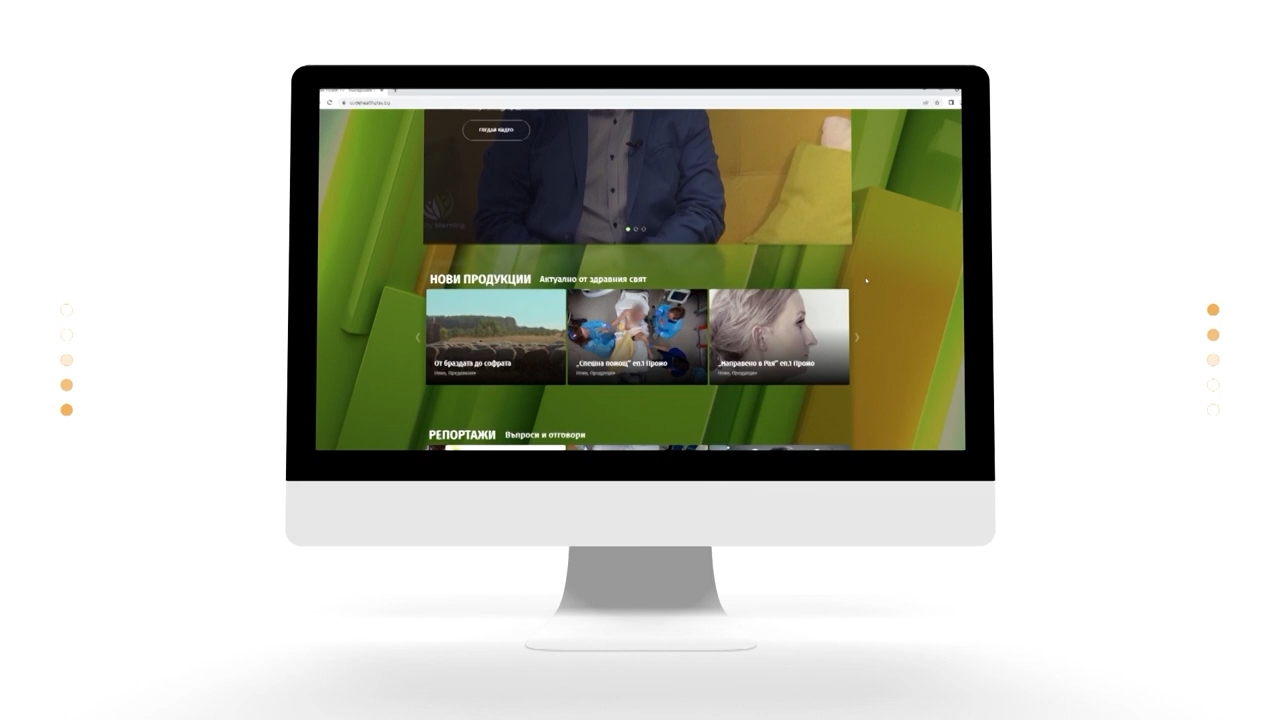 ГЛЕДАЙ ВИДЕО
Morning
НОВИ ПРОДУКЦИИ Актуално от здравния свят
От браздата до софрата
„Спешна помощ” еп.1 Промо
„Направено в Рая” еп.1 Промо
РЕПОРТАЖИ Въпроси и отговори